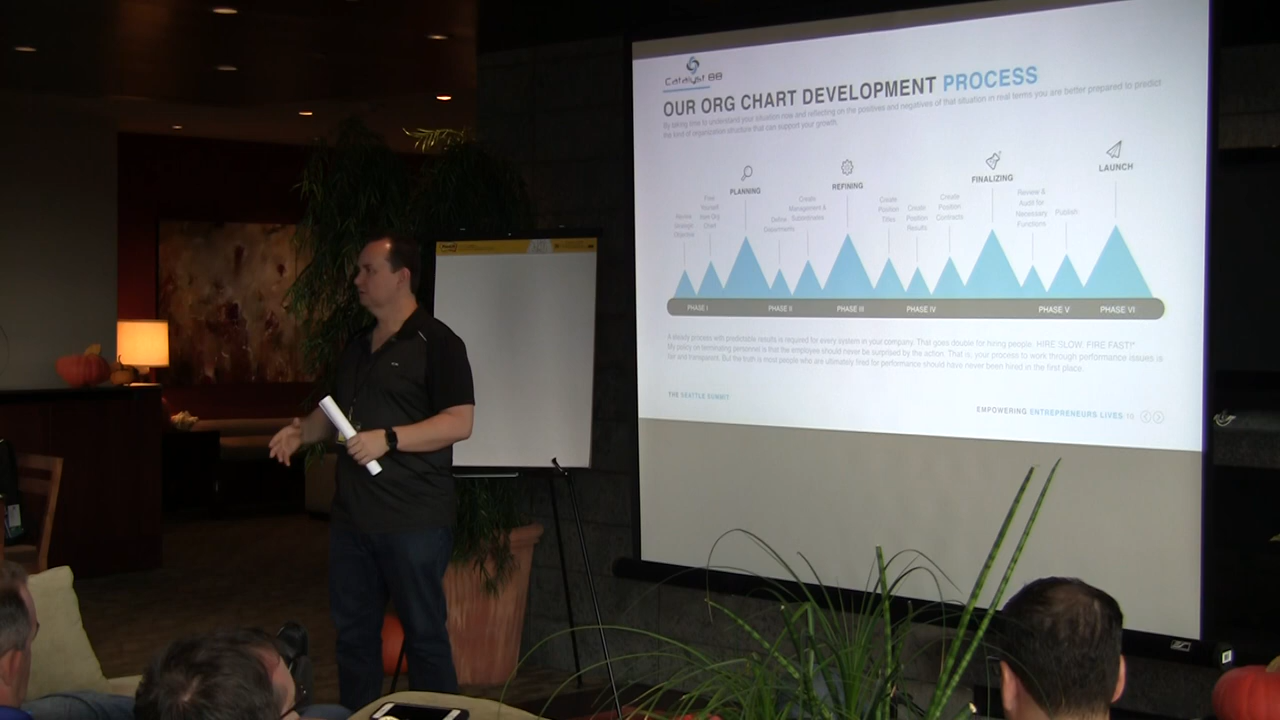 Catalyst 88
OUR ORG CHART DEVELOPMENT PROCESS
By taking time to understand your situation now and reflecting on the positives and negatives of that situation in real terms you are better prepared to predict
the kind of organization structure that can support your growth.
PLANNING
REFINING
FINALIZING
LAUNCH
Review
Strategic
Objective
From
Yourself
Org
Chart
Define
Departments
Create
Management &
Subordinates
Create
Position
Titles
Create
Position
Results
Create
Position
Contracts
Review &
Audit for
Necessary
Functions
Publish
PHASE I
PHASE II
PHASE III
PHASE IV
PHASE V
PHASE VI
A steady process with predictable results is required for every system in your company. That goes double for hiring people. HIRE SLOW. FIRE FAST!"
My policy on terminating personnel is that the employee should never be surprised by the action. That is, your process to work through performance issues is
fair and transparent. But the truth is most people who are ultimately fired for performance should have never been hired in the first place.
THE SEATTLE SUMMIT
EMPOWERING ENTREPRENEURS LIVES